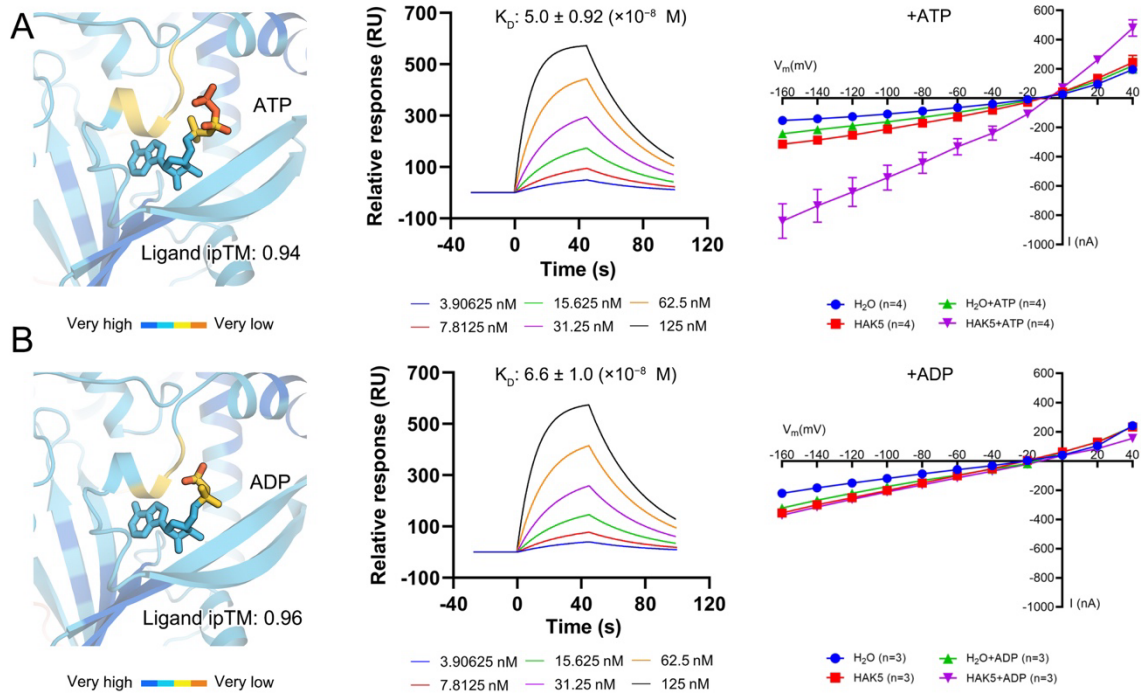 A
ATP
Ligand ipTM: 0.94
Very high Very low
Relative response (RU)
700
500
300
100
-100
K_D: 5.0 ± 0.92 (×10⁻⁸ M)
-40 0 40 80 120
Time (s)
3.90625 nM 15.625 nM 62.5 nM
7.8125 nM 31.25 nM 125 nM
+ATP
V_m(mV)
-160 -140 -120 -100 -80 -60 -40 -20 0 20 40
600
400
200
-200
-400
-600
-800
-1000
I (nA)
H₂O (n=4) H₂O+ATP (n=4)
HAK5 (n=4) HAK5+ATP (n=4)
B
ADP
Ligand ipTM: 0.96
Very high Very low
Relative response (RU)
700
500
300
100
-100
K_D: 6.6 ± 1.0 (×10⁻⁸ M)
-40 0 40 80 120
Time (s)
3.90625 nM 15.625 nM 62.5 nM
7.8125 nM 31.25 nM 125 nM
+ADP
V_m(mV)
-160 -140 -120 -100 -80 -60 -40 -20 0 20 40
600
400
200
-200
-400
-600
-800
-1000
I (nA)
H₂O (n=3) H₂O+ADP (n=3)
HAK5 (n=3) HAK5+ADP (n=3)